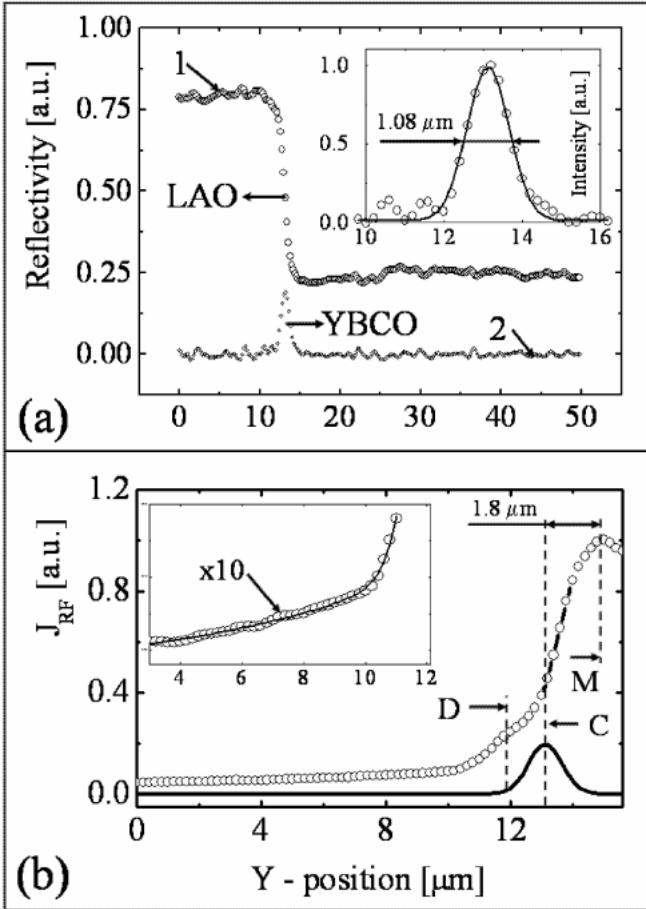 1.00
0.75
0.50
0.25
0.00
Reflectivity [a.u.]
1
LAO
YBCO
2
1.0
0.5
0.0
1.08 μm
Intensity [a.u.]
10 12 14 16
0 10 20 30 40 50
(a)
1.2
0.8
0.4
0.0
J_RF [a.u.]
x10
4 6 8 10 12
1.8 μm
D
M
C
0 4 8 12
Y - position [μm]
(b)